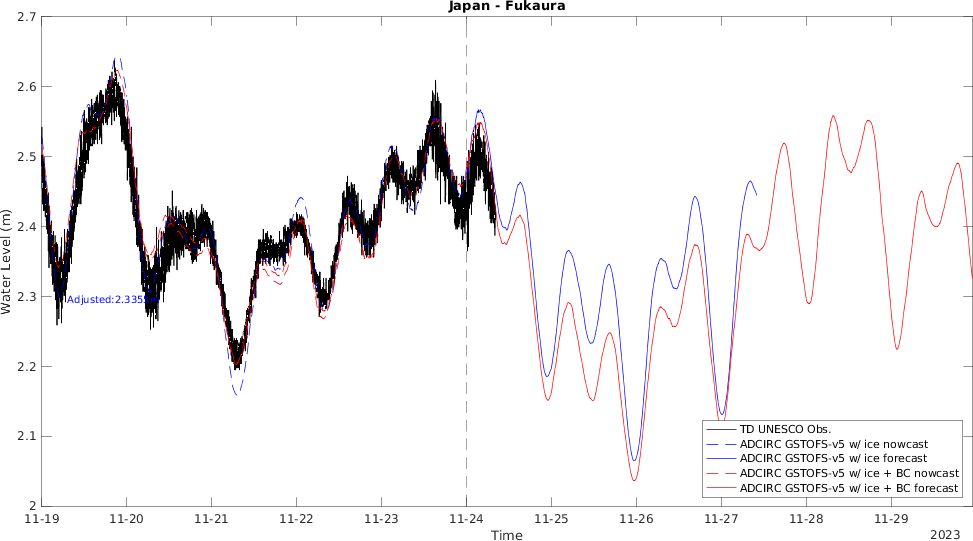 Japan - Fukaura
Water Level (m)
2.7
2.6
2.5
2.4
2.3
2.2
2.1
2
Adjusted:2.335
TD UNESCO Obs.
ADCIRC GSTOFS-v5 w/ ice nowcast
ADCIRC GSTOFS-v5 w/ ice forecast
ADCIRC GSTOFS-v5 w/ ice + BC nowcast
ADCIRC GSTOFS-v5 w/ ice + BC forecast
11-19 11-20 11-21 11-22 11-23 11-24 11-25 11-26 11-27 11-28 11-29
Time
2023